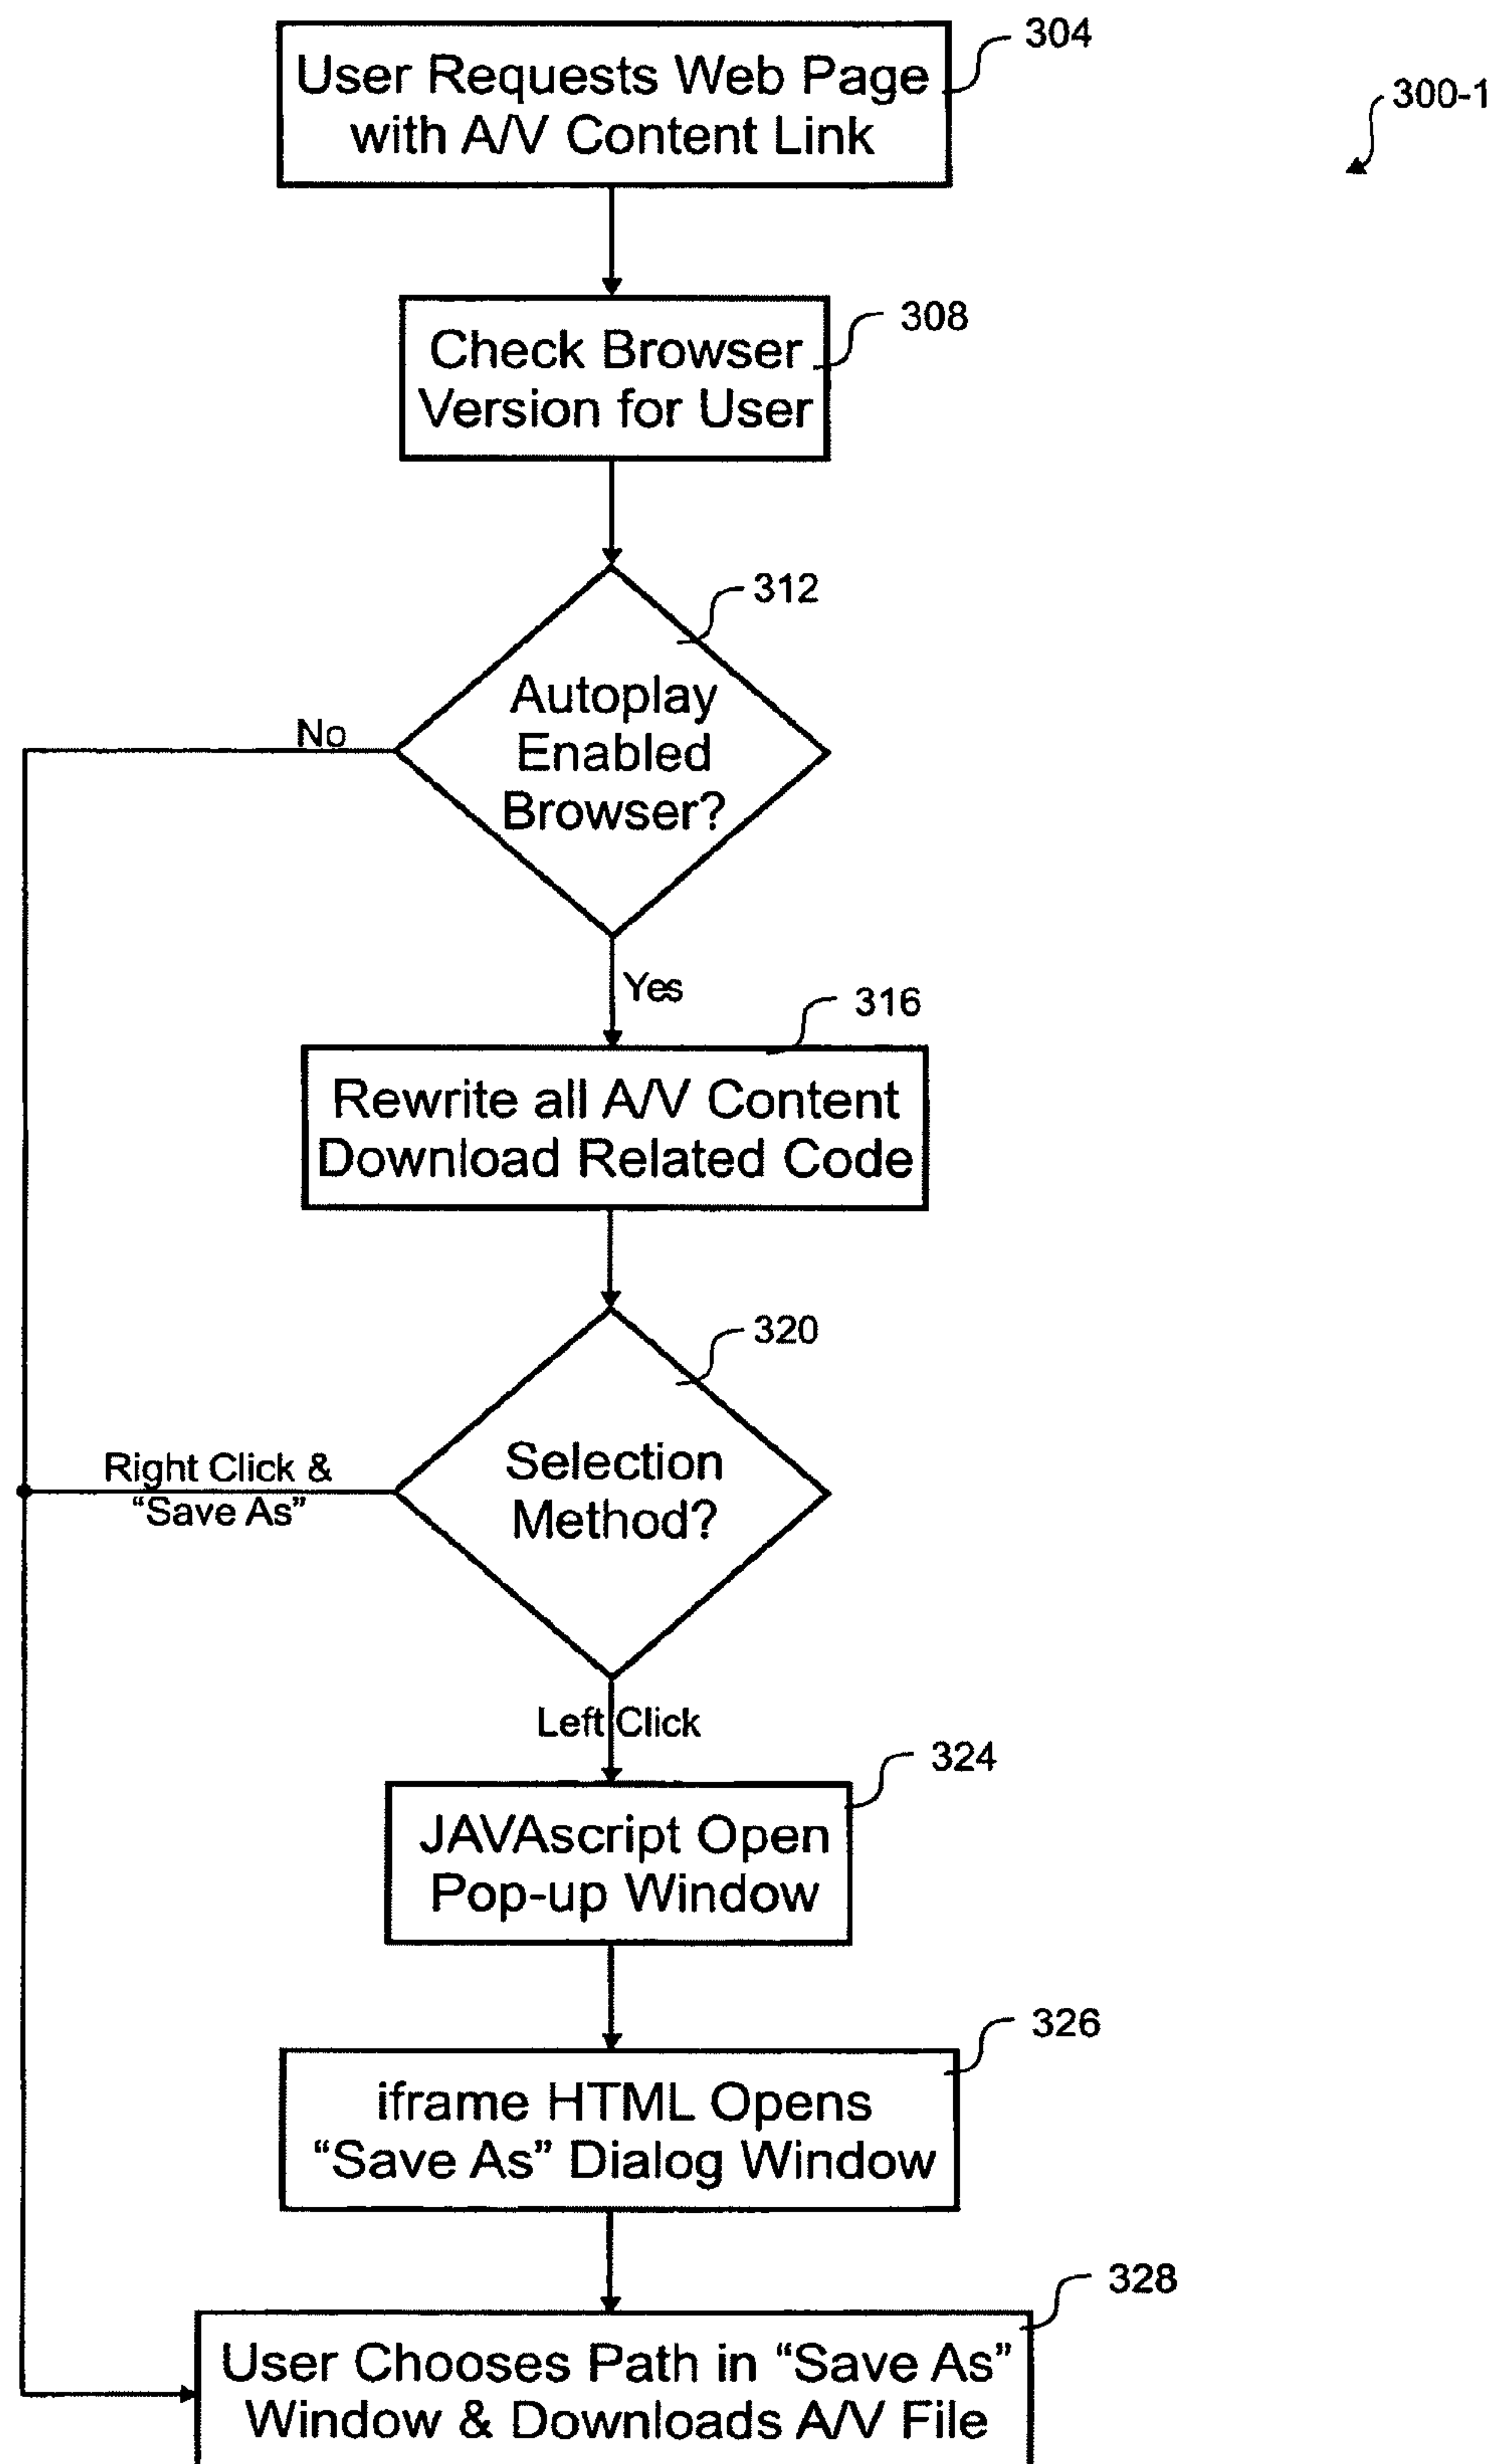 304
User Requests Web Page
with A/V Content Link
300-1
308
Check Browser
Version for User
312
Autoplay
Enabled
Browser?
No
Yes
316
Rewrite all A/V Content
Download Related Code
320
Selection
Method?
Right Click &
“Save As”
Left Click
324
JAVAscript Open
Pop-up Window
326
iframe HTML Opens
“Save As” Dialog Window
328
User Chooses Path in “Save As”
Window & Downloads A/V File